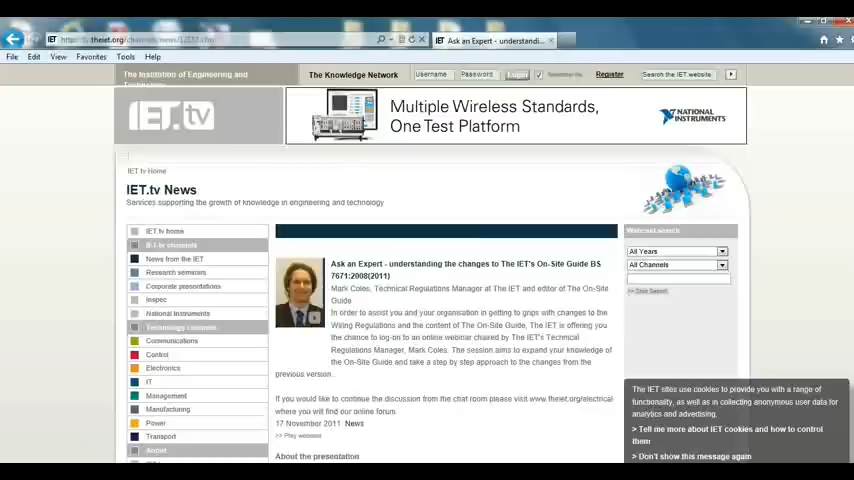 Ask an Expert - understandi...
File Edit View Favorites Tools Help
The Institution of Engineering and Technology
The Knowledge Network
Username Password Login
Register
Search the IET website
IET.tv
Multiple Wireless Standards,
One Test Platform
NATIONAL
INSTRUMENTS
IET.tv Home
IET.tv News
Services supporting the growth of knowledge in engineering and technology
IET.tv home
IET.tv channels
News from the IET
Research seminars
Corporate presentations
Inspec
National Instruments
Technology channels
Communications
Control
Electronics
IT
Management
Manufacturing
Power
Transport
Ask an Expert - understanding the changes to The IET's On-Site Guide BS
7671:2008(2011)
Mark Coles, Technical Regulations Manager at The IET and editor of The On-Site
Guide
In order to assist you and your organisation in getting to grips with changes to the
Wiring Regulations and the content of The On-Site Guide, The IET is offering you
the chance to log-on to an online webinar chaired by The IET's Technical
Regulations Manager, Mark Coles. The session aims to expand your knowledge of
the On-Site Guide and take a step by step approach to the changes from the
previous version.
If you would like to continue the discussion from the chat room please visit www.theiet.org/electrical
where you will find our online forum
17 November 2011 News
>> Play webcast
About the presentation
All Years
All Channels
>> Start Search
The IET sites use cookies to provide you with a range of
functionality, as well as in collecting anonymous user data for
analytics and advertising.
> Tell me more about IET cookies and how to control
them
> Don't show this message again